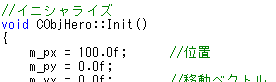 //イニシャライズ
void CObjHero::Init()
{
m_px = 100.0f; //位置
m_py = 0.0f;
m_vx = 0.0f; //移動ベクトル